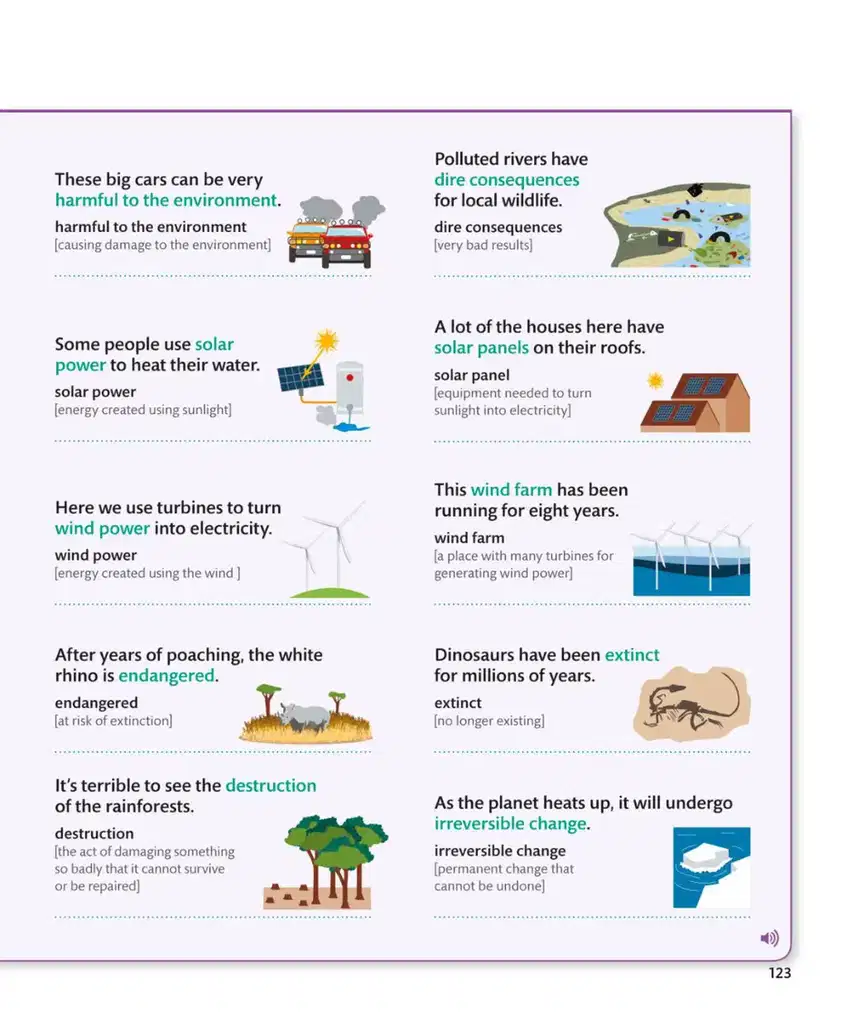 These big cars can be very
harmful to the environment.
harmful to the environment
[causing damage to the environment]
Polluted rivers have
dire consequences
for local wildlife.
dire consequences
[very bad results]
Some people use solar
power to heat their water.
solar power
[energy created using sunlight]
A lot of the houses here have
solar panels on their roofs.
solar panel
[equipment needed to turn
sunlight into electricity]
Here we use turbines to turn
wind power into electricity.
wind power
[energy created using the wind ]
This wind farm has been
running for eight years.
wind farm
[a place with many turbines for
generating wind power]
After years of poaching, the white
rhino is endangered.
endangered
[at risk of extinction]
Dinosaurs have been extinct
for millions of years.
extinct
[no longer existing]
It's terrible to see the destruction
of the rainforests.
destruction
[the act of damaging something
so badly that it cannot survive
or be repaired]
As the planet heats up, it will undergo
irreversible change.
irreversible change
[permanent change that
cannot be undone]
123